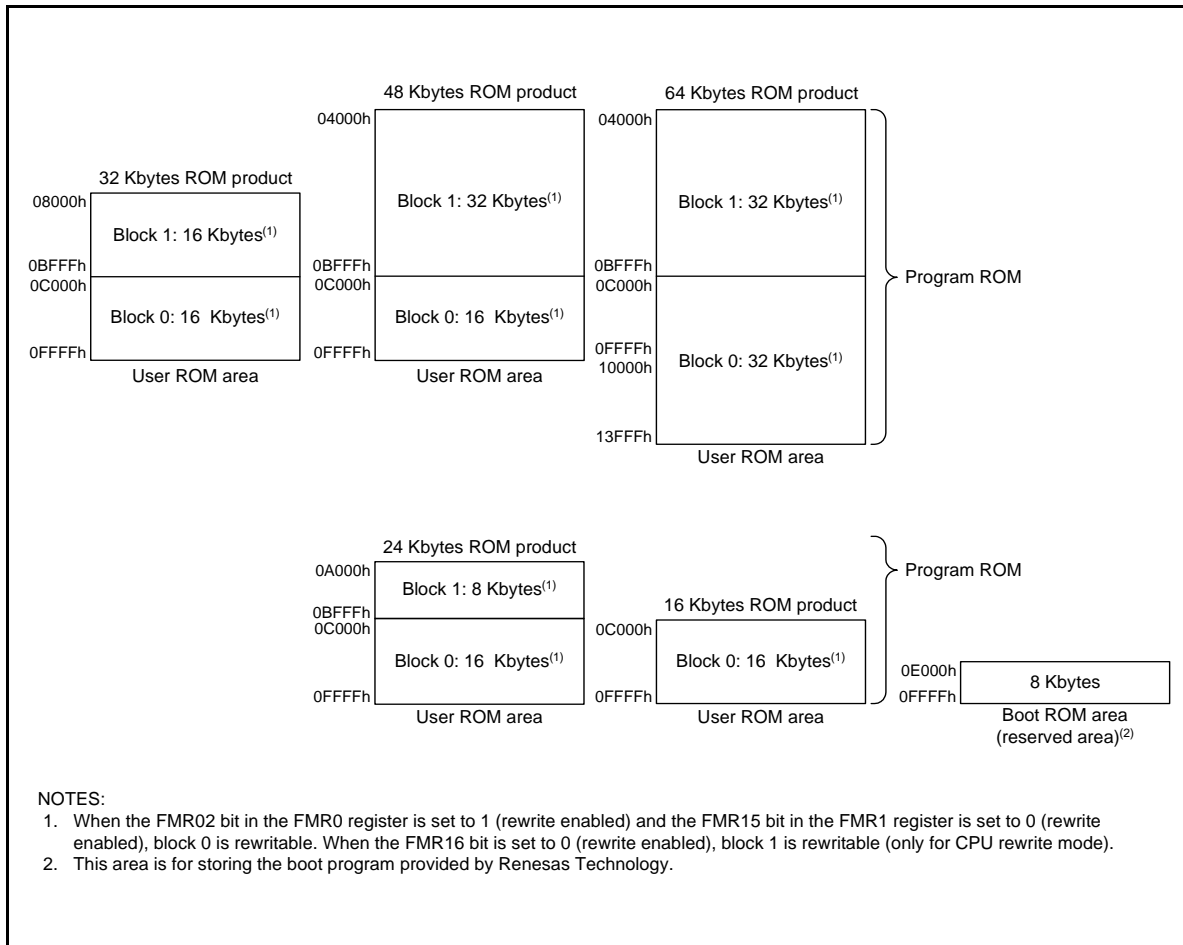 48 Kbytes ROM product
64 Kbytes ROM product
04000h
04000h
32 Kbytes ROM product
08000h
Block 1: 32 Kbytes(1)
Block 1: 32 Kbytes(1)
Block 1: 16 Kbytes(1)
0BFFFh
0BFFFh
0BFFFh
Program ROM
0C000h
0C000h
0C000h
Block 0: 16 Kbytes(1)
Block 0: 16 Kbytes(1)
0FFFFh
0FFFFh
0FFFFh
10000h
Block 0: 32 Kbytes(1)
User ROM area
User ROM area
13FFFh
User ROM area
24 Kbytes ROM product
0A000h
Program ROM
Block 1: 8 Kbytes(1)
16 Kbytes ROM product
0BFFFh
0C000h
0C000h
Block 0: 16 Kbytes(1)
Block 0: 16 Kbytes(1)
0E000h
8 Kbytes
0FFFFh
0FFFFh
0FFFFh
User ROM area
User ROM area
Boot ROM area
(reserved area)(2)
NOTES:
1. When the FMR02 bit in the FMR0 register is set to 1 (rewrite enabled) and the FMR15 bit in the FMR1 register is set to 0 (rewrite
enabled), block 0 is rewritable. When the FMR16 bit is set to 0 (rewrite enabled), block 1 is rewritable (only for CPU rewrite mode).
2. This area is for storing the boot program provided by Renesas Technology.